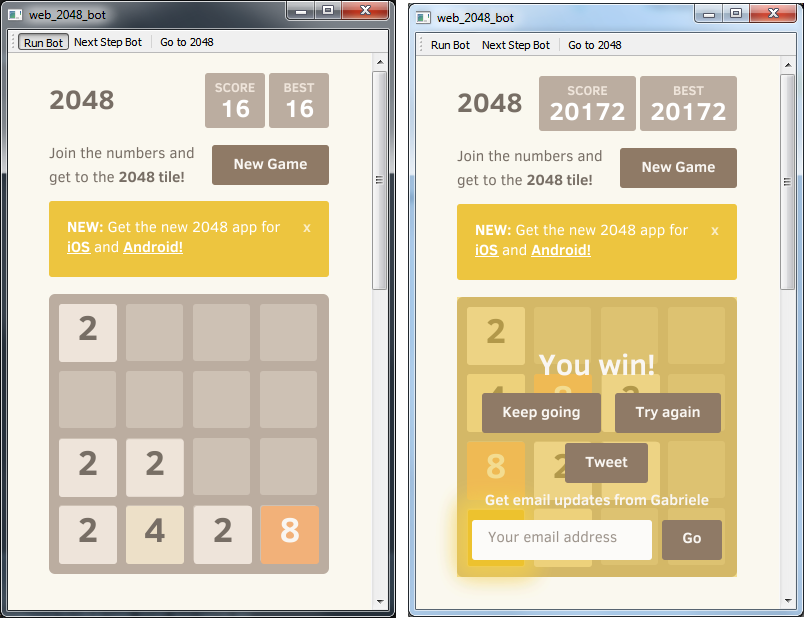 web_2048_bot
Run Bot Next Step Bot Go to 2048
2048
SCORE
16
BEST
16
Join the numbers and
get to the 2048 tile!
New Game
NEW: Get the new 2048 app for
iOS and Android!
x
2
2 2
2 4 2 8
web_2048_bot
Run Bot Next Step Bot Go to 2048
2048
SCORE
20172
BEST
20172
Join the numbers and
get to the 2048 tile!
New Game
NEW: Get the new 2048 app for
iOS and Android!
x
2
You win!
4 8 2
Keep going Try again
8 2
Tweet
Get email updates from Gabriele
Your email address Go